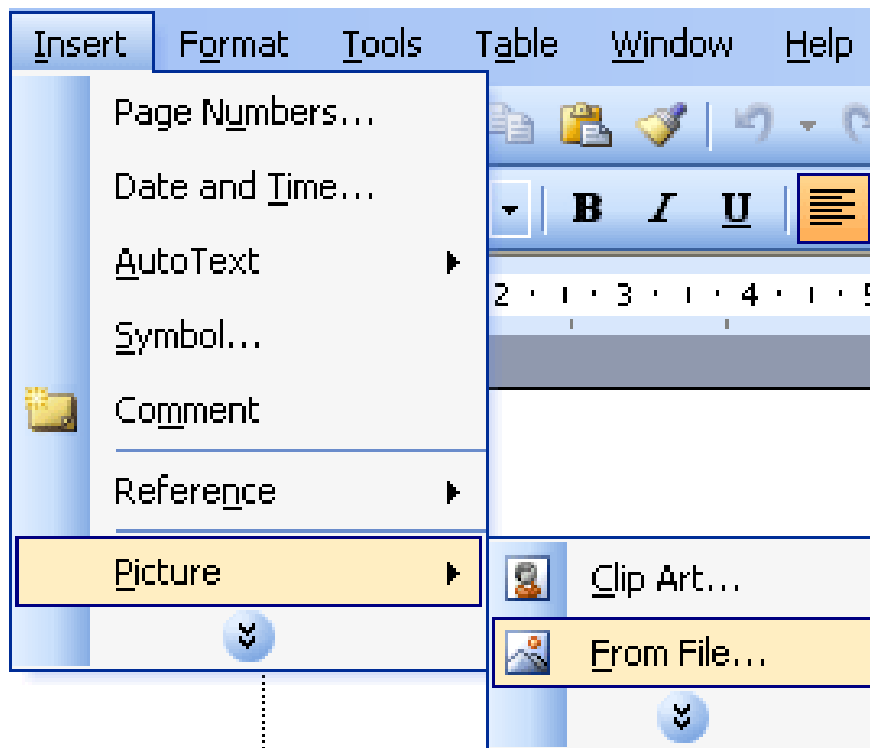 Insert Format Tools Table Window Help
Page Numbers...
Date and Time...
B I U
AutoText
2 3 4 5
Symbol...
Comment
Reference
Picture
Clip Art...
From File...